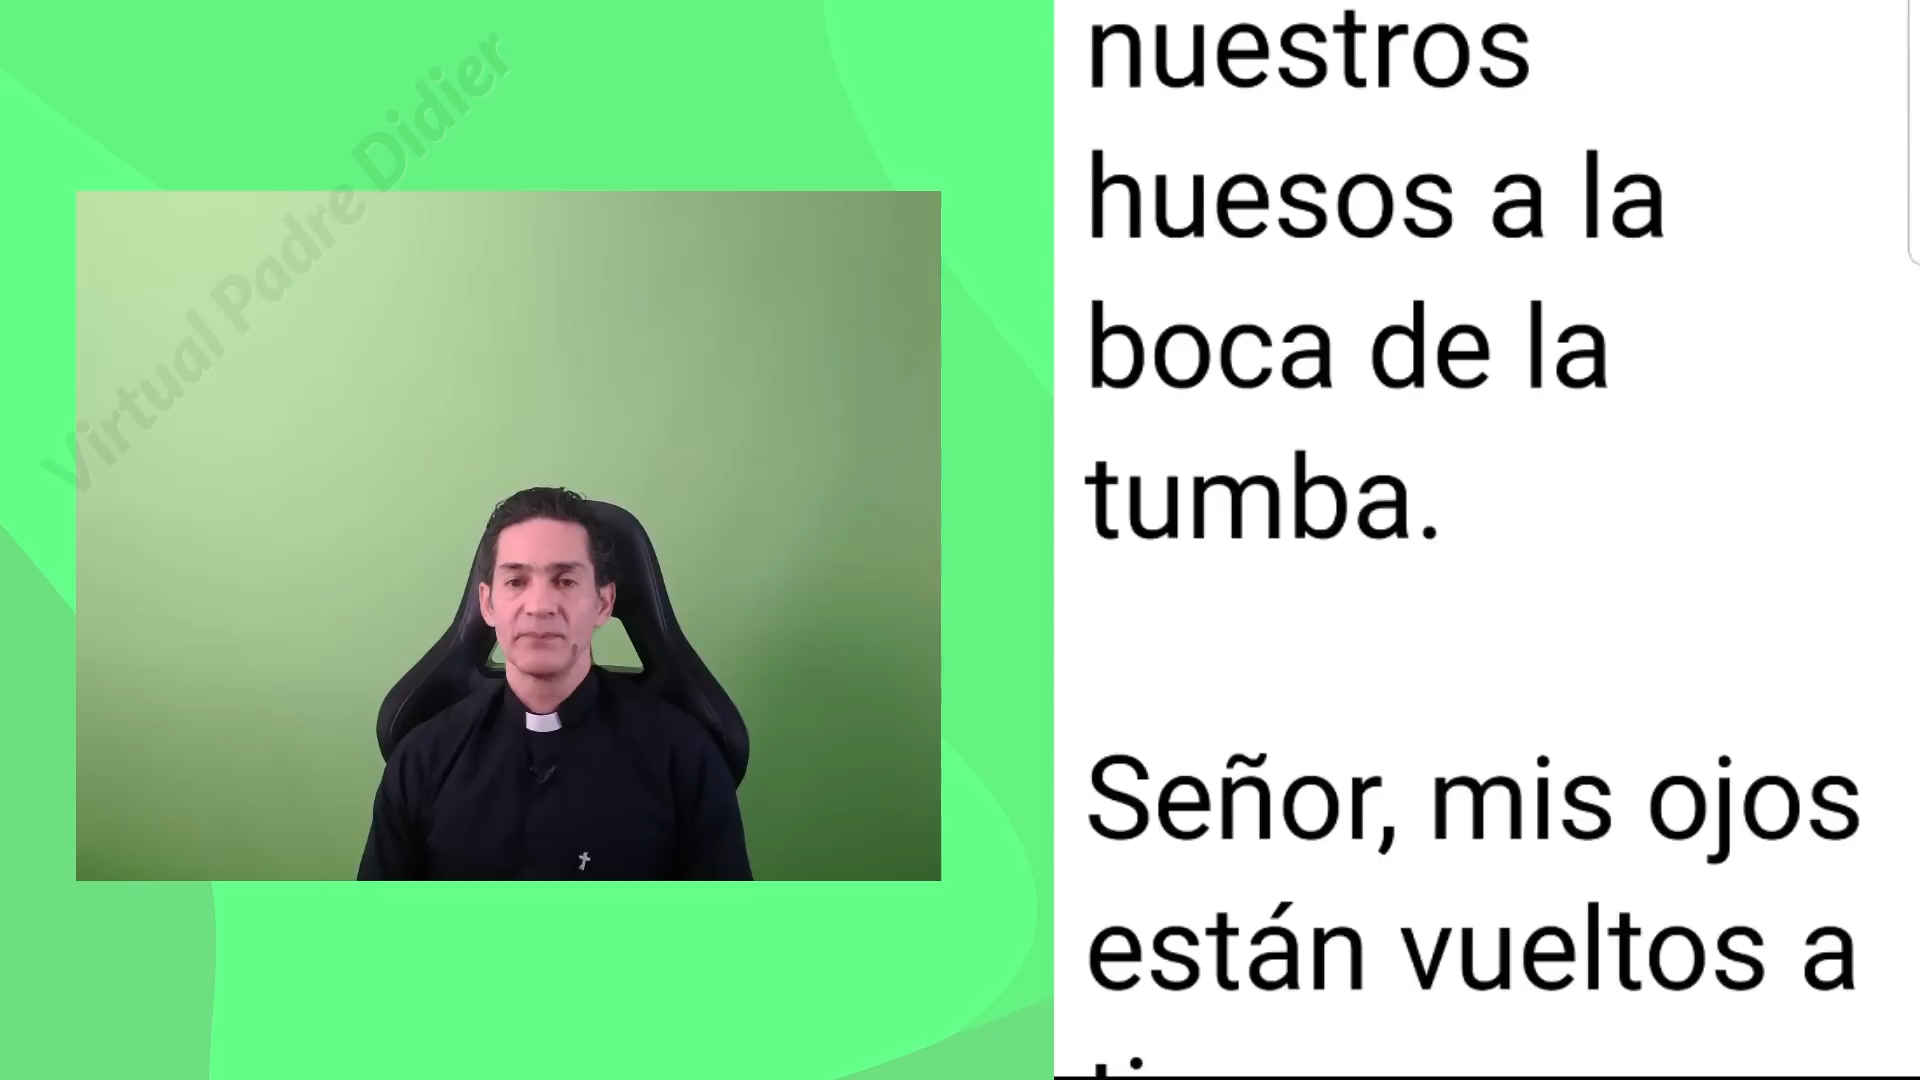 Virtual Padre Didier
nuestros
huesos a la
boca de la
tumba.
Señor, mis ojos
están vueltos a